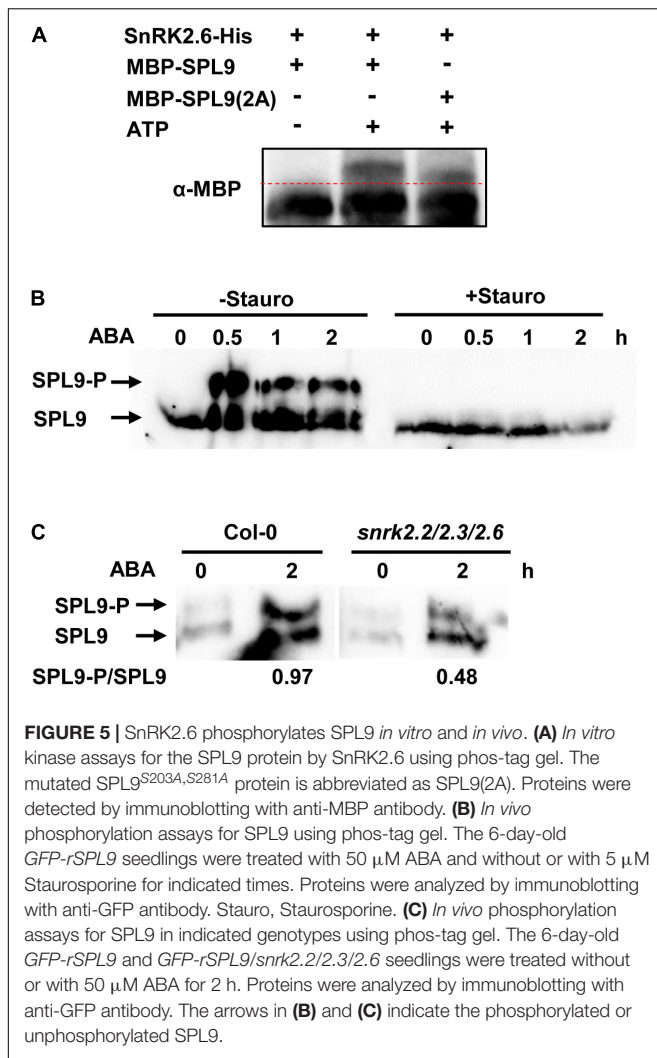 A
SnRK2.6-His + + +
MBP-SPL9 + + -
MBP-SPL9(2A) - - +
ATP - + +
α-MBP
B
-Stauro +Stauro
ABA 0 0.5 1 2 0 0.5 1 2 h
SPL9-P
SPL9
C
Col-0 snrk2.2/2.3/2.6
ABA 0 2 0 2 h
SPL9-P
SPL9
SPL9-P/SPL9 0.97 0.48
FIGURE 5 | SnRK2.6 phosphorylates SPL9 in vitro and in vivo. (A) In vitro
kinase assays for the SPL9 protein by SnRK2.6 using phos-tag gel. The
mutated SPL9S203A,S281A protein is abbreviated as SPL9(2A). Proteins were
detected by immunoblotting with anti-MBP antibody. (B) In vivo
phosphorylation assays for SPL9 using phos-tag gel. The 6-day-old
GFP-rSPL9 seedlings were treated with 50 μM ABA and without or with 5 μM
Staurosporine for indicated times. Proteins were analyzed by immunoblotting
with anti-GFP antibody. Stauro, Staurosporine. (C) In vivo phosphorylation
assays for SPL9 in indicated genotypes using phos-tag gel. The 6-day-old
GFP-rSPL9 and GFP-rSPL9/snrk2.2/2.3/2.6 seedlings were treated without
or with 50 μM ABA for 2 h. Proteins were analyzed by immunoblotting with
anti-GFP antibody. The arrows in (B) and (C) indicate the phosphorylated or
unphosphorylated SPL9.